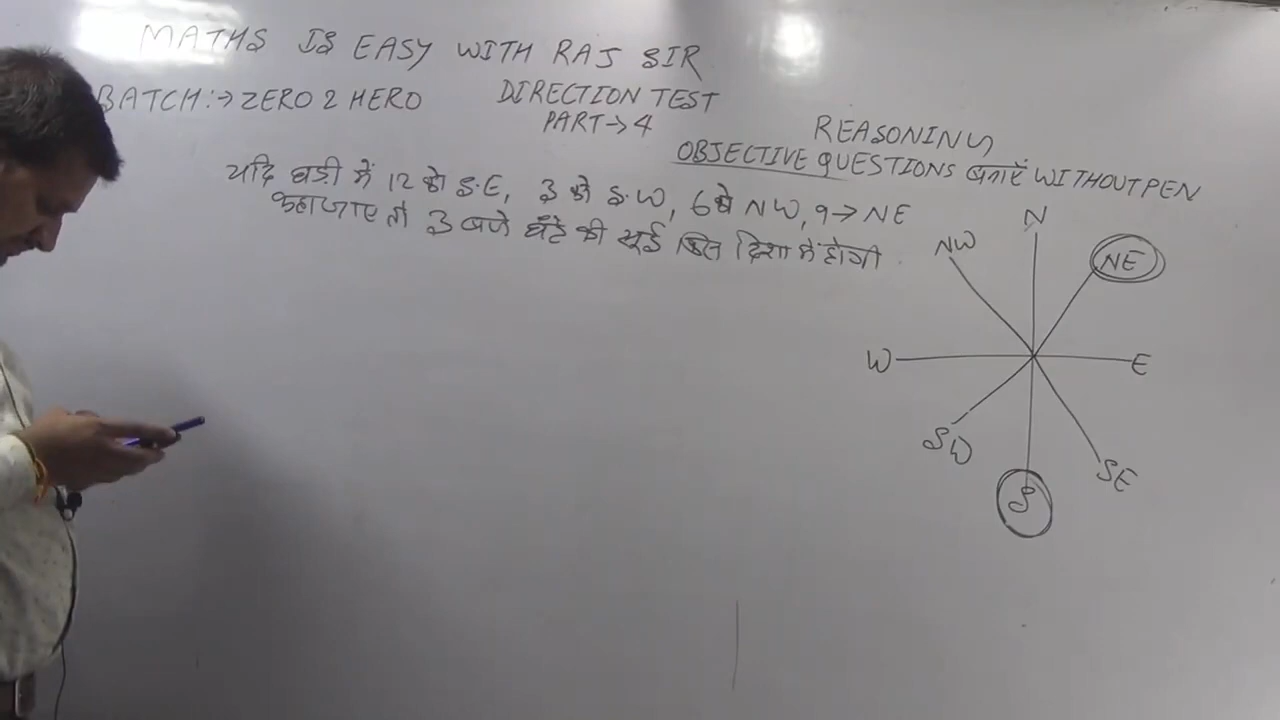 MATHS IS EASY WITH RAJ SIR
BATCH:→ZERO 2 HERO
DIRECTION TEST
PART→4
REASONING
OBJECTIVE QUESTIONS बनाएं WITHOUT PEN
यदि घड़ी में 12 को S.E, 3 को S.W, 6 को NW, 9→NE
कहा जाए तो 3 बजे घंटे की सूई किस दिशा में होगी
N
NW
NE
W
E
SW
SE
S